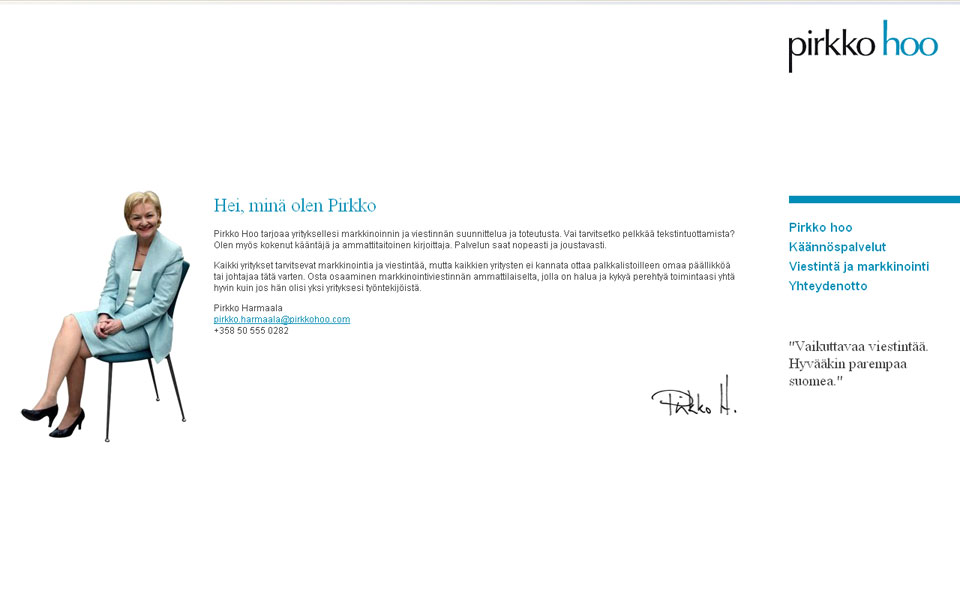 pirkko hoo
Hei, minä olen Pirkko
Pirkko Hoo tarjoaa yrityksellesi markkinoinnin ja viestinnän suunnittelua ja toteutusta. Vai tarvitsetko pelkkää tekstintuottamista?
Olen myös kokenut kääntäjä ja ammattitaitoinen kirjoittaja. Palvelun saat nopeasti ja joustavasti.
Kaikki yritykset tarvitsevat markkinointia ja viestintää, mutta kaikkien yritysten ei kannata ottaa palkkalistoilleen omaa päällikköä
tai johtajaa tätä varten. Osta osaaminen markkinointiviestinnän ammattilaiselta, jolla on halua ja kykyä perehtyä toimintaasi yhtä
hyvin kuin jos hän olisi yksi yrityksesi työntekijöistä.
Pirkko Harmaala
pirkko.harmaala@pirkkohoo.com
+358 50 555 0282
Pirkko H.
Pirkko hoo
Käännöspalvelut
Viestintä ja markkinointi
Yhteydenotto
"Vaikuttavaa viestintää.
Hyvääkin parempaa
suomea."